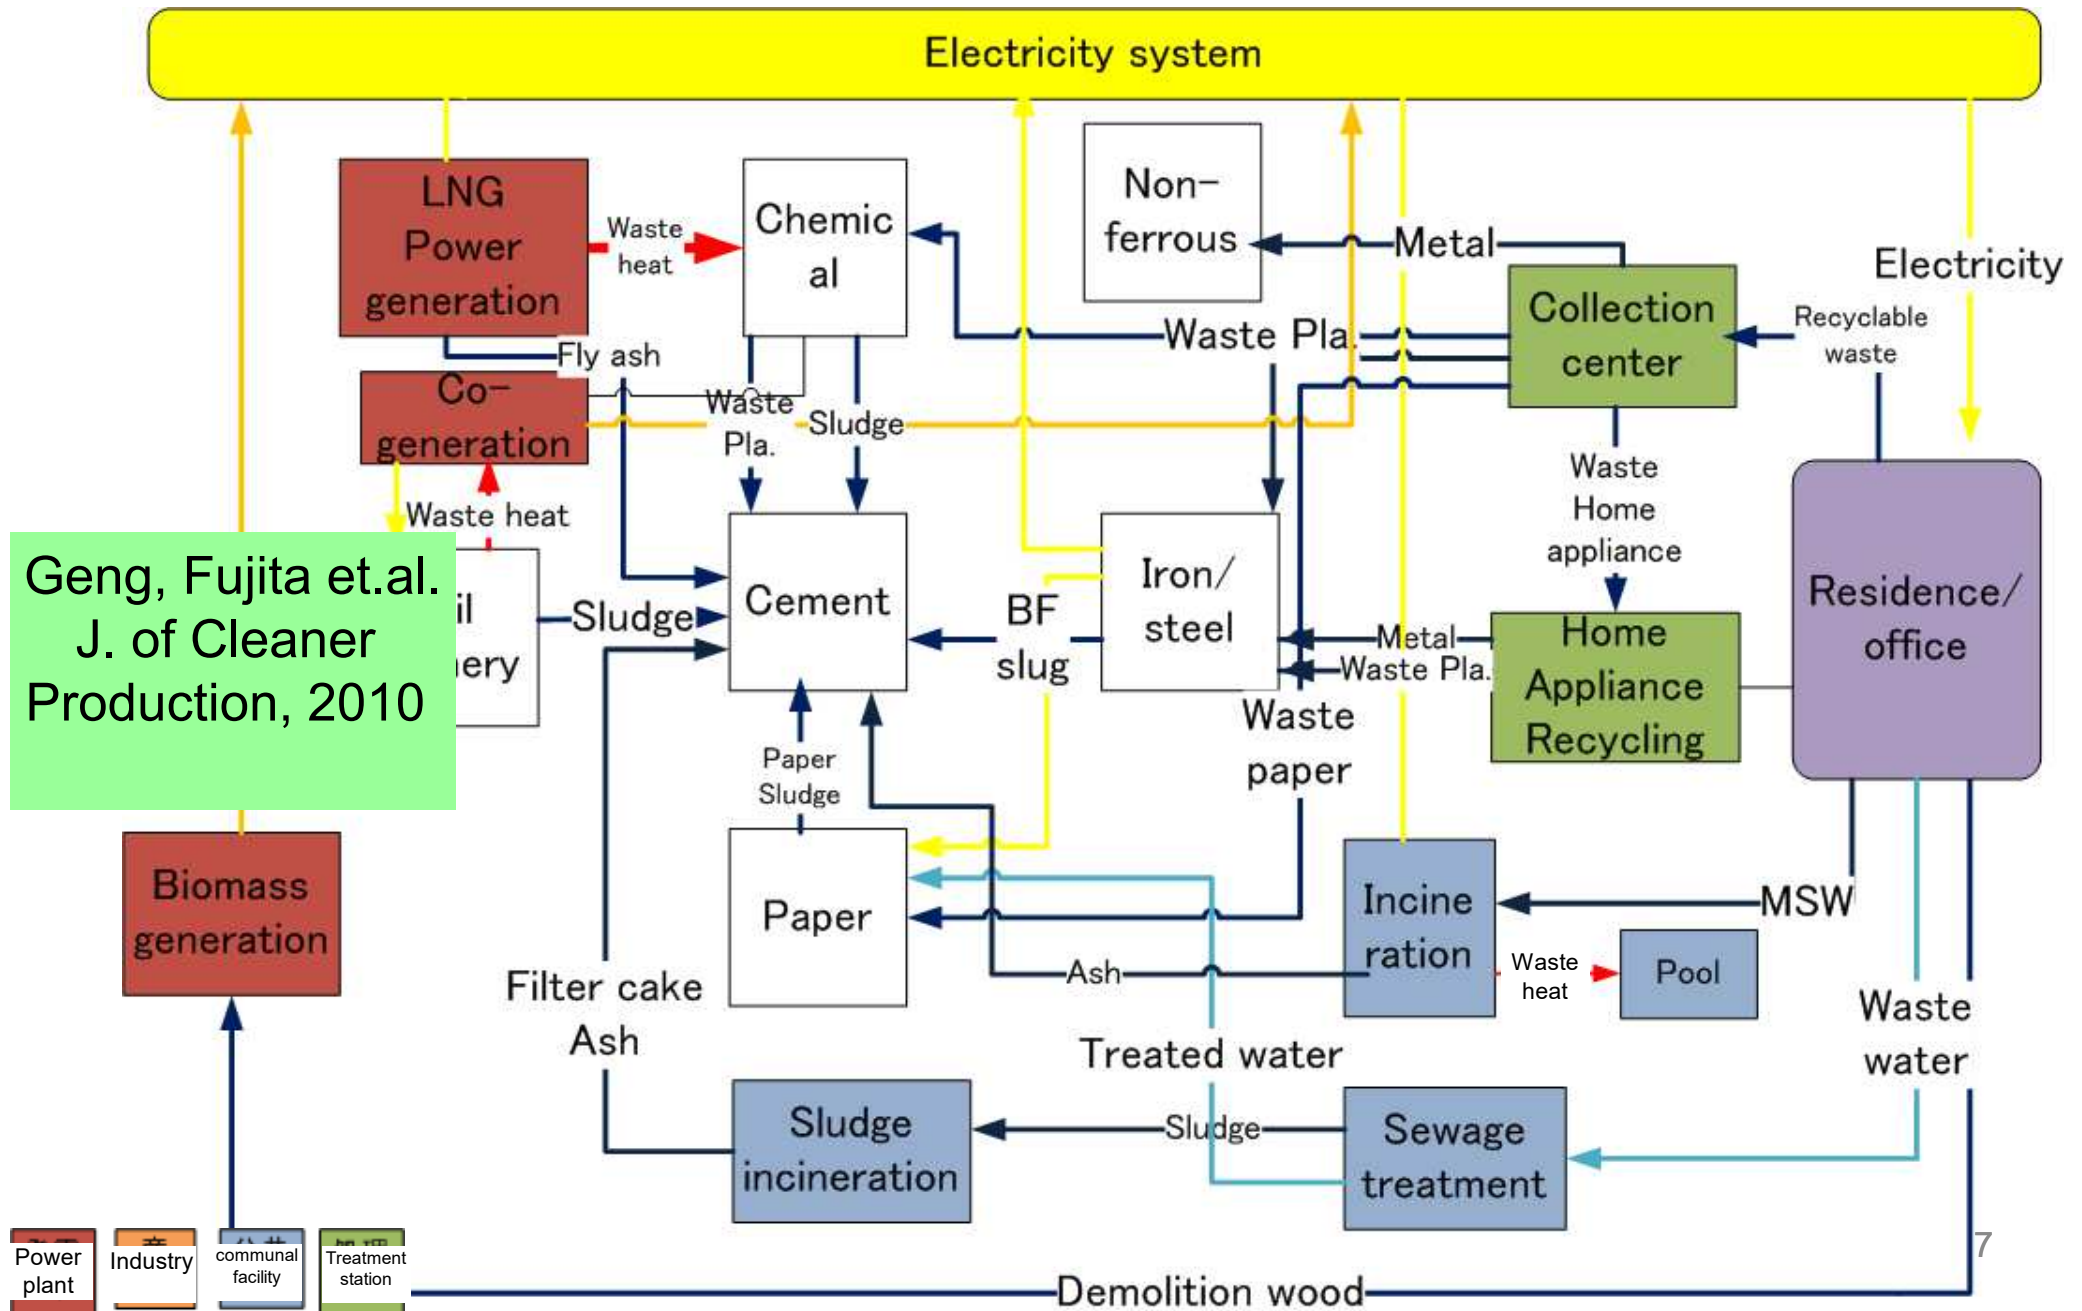 Electricity system
LNG
Power
generation
Waste
heat
Chemic
al
Non-
ferrous
Metal
Collection
center
Electricity
Recyclable
waste
Fly ash
Waste Pla.
Co-
generation
Waste
Pla.
Sludge
Waste
Home
appliance
Waste heat
Geng, Fujita et.al.
J. of Cleaner
Production, 2010
il
ery
Sludge
Cement
BF
slug
Iron/
steel
Metal
Waste Pla.
Home
Appliance
Recycling
Residence/
office
Waste
paper
Paper
Sludge
Biomass
generation
Paper
Incine
ration
MSW
Waste
heat
Pool
Ash
Filter cake
Ash
Treated water
Waste
water
Sludge
incineration
Sludge
Sewage
treatment
Power
plant
Industry
communal
facility
Treatment
station
7
Demolition wood